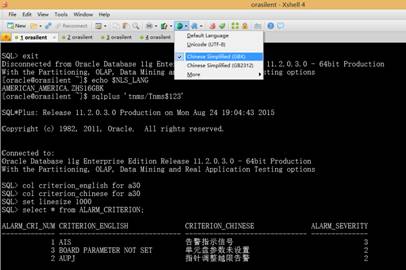 orasilent - Xshell 4
File Edit View Tools Window Help
New Reconnect
1 orasilent 2 orasilent 3 orasilent 4 orasilent
Default Language
Unicode (UTF-8)
Chinese Simplified (GBK)
Chinese Simplified (GB2312)
More
SQL> exit
Disconnected from Oracle Database 11g Enterprise Edition Release 11.2.0.3.0 - 64bit Production
With the Partitioning, OLAP, Data Mining and Real Application Testing options
[oracle@orasilent ~]$ echo $NLS_LANG
AMERICAN_AMERICA.ZHS16GBK
[oracle@orasilent ~]$ sqlplus 'tnms/Tnms$123'
SQL*Plus: Release 11.2.0.3.0 Production on Mon Aug 24 19:04:43 2015
Copyright (c) 1982, 2011, Oracle. All rights reserved.
Connected to:
Oracle Database 11g Enterprise Edition Release 11.2.0.3.0 - 64bit Production
With the Partitioning, OLAP, Data Mining and Real Application Testing options
SQL> col criterion_english for a30
SQL> col criterion_chinese for a30
SQL> set linesize 1000
SQL> select * from ALARM_CRITERION;
ALARM_CRI_NUM CRITERION_ENGLISH CRITERION_CHINESE ALARM_SEVERITY
1 AIS 告警指示信号 3
3 BOARD PARAMETER NOT SET 单元盘参数未设置 2
2 AUPJ 指针调整越限告警 2